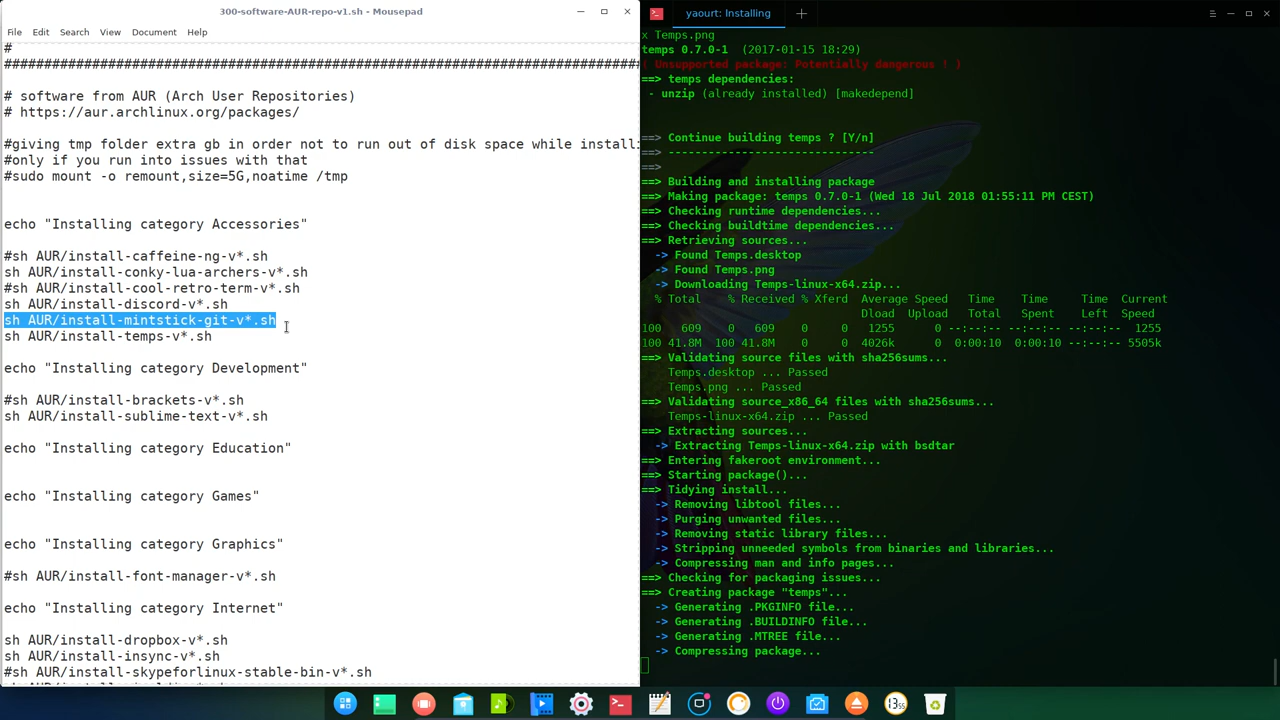 300-software-AUR-repo-v1.sh - Mousepad
File Edit Search View Document Help
#
################################################################################
# software from AUR (Arch User Repositories)
# https://aur.archlinux.org/packages/
#giving tmp folder extra gb in order not to run out of disk space while install
#only if you run into issues with that
#sudo mount -o remount,size=5G,noatime /tmp
echo "Installing category Accessories"
#sh AUR/install-caffeine-ng-v*.sh
sh AUR/install-conky-lua-archers-v*.sh
#sh AUR/install-cool-retro-term-v*.sh
sh AUR/install-discord-v*.sh
sh AUR/install-mintstick-git-v*.sh
sh AUR/install-temps-v*.sh
echo "Installing category Development"
#sh AUR/install-brackets-v*.sh
sh AUR/install-sublime-text-v*.sh
echo "Installing category Education"
echo "Installing category Games"
echo "Installing category Graphics"
#sh AUR/install-font-manager-v*.sh
echo "Installing category Internet"
sh AUR/install-dropbox-v*.sh
sh AUR/install-insync-v*.sh
#sh AUR/install-skypeforlinux-stable-bin-v*.sh
yaourt: Installing
x Temps.png
temps 0.7.0-1 (2017-01-15 18:29)
( Unsupported package: Potentially dangerous ! )
==> temps dependencies:
- unzip (already installed) [makedepend]
==> Continue building temps ? [Y/n]
==> -------------------------------
==>
==> Building and installing package
==> Making package: temps 0.7.0-1 (Wed 18 Jul 2018 01:55:11 PM CEST)
==> Checking runtime dependencies...
==> Checking buildtime dependencies...
==> Retrieving sources...
-> Found Temps.desktop
-> Found Temps.png
-> Downloading Temps-linux-x64.zip...
% Total % Received % Xferd Average Speed Time Time Time Current
Dload Upload Total Spent Left Speed
100 609 0 609 0 0 1255 0 --:--:-- --:--:-- --:--:-- 1255
100 41.8M 100 41.8M 0 0 4026k 0 0:00:10 0:00:10 --:--:-- 5505k
==> Validating source files with sha256sums...
Temps.desktop ... Passed
Temps.png ... Passed
==> Validating source_x86_64 files with sha256sums...
Temps-linux-x64.zip ... Passed
==> Extracting sources...
-> Extracting Temps-linux-x64.zip with bsdtar
==> Entering fakeroot environment...
==> Starting package()...
==> Tidying install...
-> Removing libtool files...
-> Purging unwanted files...
-> Removing static library files...
-> Stripping unneeded symbols from binaries and libraries...
-> Compressing man and info pages...
==> Checking for packaging issues...
==> Creating package "temps"...
-> Generating .PKGINFO file...
-> Generating .BUILDINFO file...
-> Generating .MTREE file...
-> Compressing package...